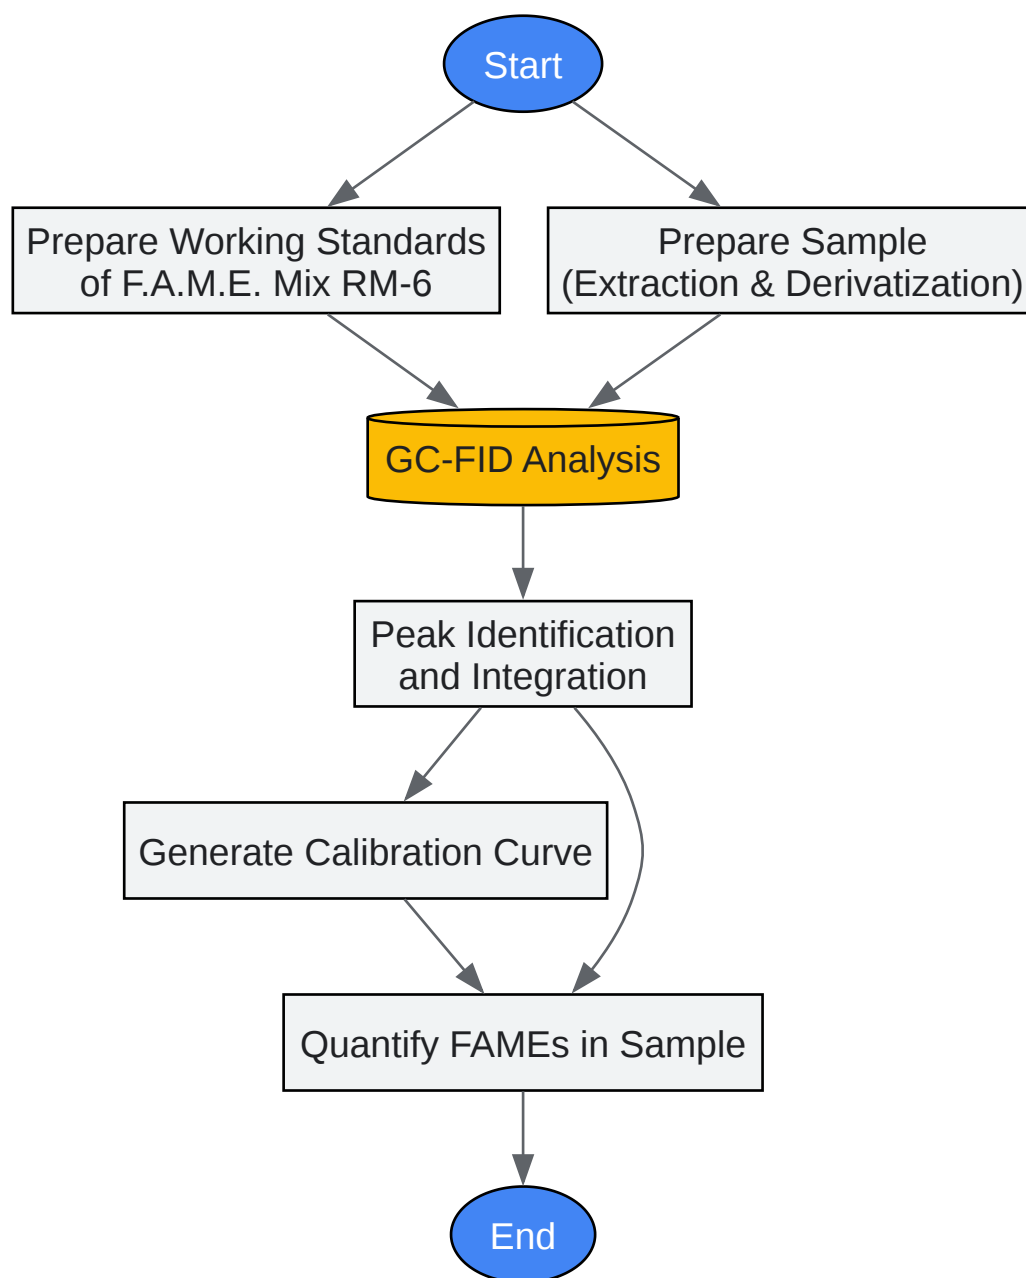 Start
Prepare Working Standards
of F.A.M.E. Mix RM-6
Prepare Sample
(Extraction & Derivatization)
GC-FID Analysis
Peak Identification
and Integration
Generate Calibration Curve
Quantify FAMEs in Sample
End